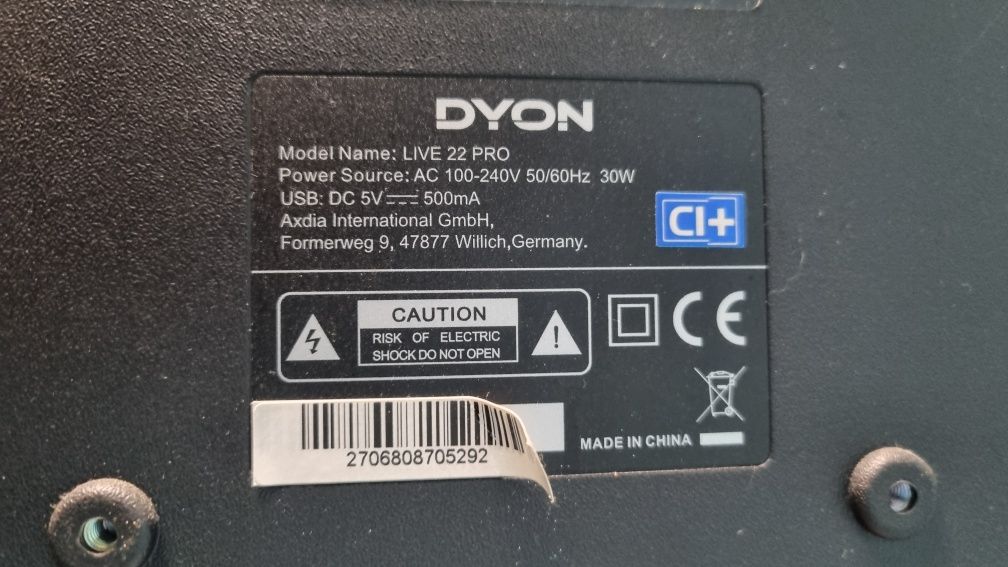 DYON
Model Name: LIVE 22 PRO
Power Source: AC 100-240V 50/60Hz 30W
USB: DC 5V⎓500mA
Axdia International GmbH,
Formerweg 9, 47877 Willich,Germany.
CI+
CAUTION
RISK OF ELECTRIC
SHOCK DO NOT OPEN
CE
2706808705292
MADE IN CHINA